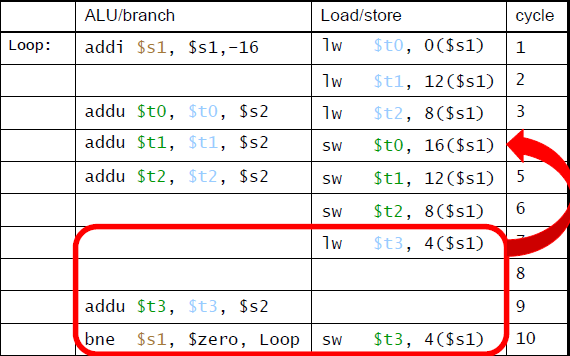 ALU/branch Load/store cycle
Loop: addi $s1, $s1,-16 lw $t0, 0($s1) 1
lw $t1, 12($s1) 2
addu $t0, $t0, $s2 lw $t2, 8($s1) 3
addu $t1, $t1, $s2 sw $t0, 16($s1)
addu $t2, $t2, $s2 sw $t1, 12($s1) 5
sw $t2, 8($s1) 6
lw $t3, 4($s1) 7
8
addu $t3, $t3, $s2 9
bne $s1, $zero, Loop sw $t3, 4($s1) 10